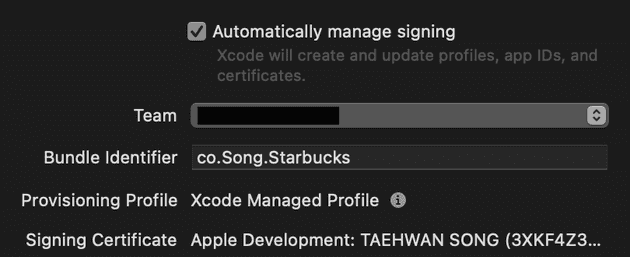 Automatically manage signing
Xcode will create and update profiles, app IDs, and
certificates.
Team
Bundle Identifier co.Song.Starbucks
Provisioning Profile Xcode Managed Profile
Signing Certificate Apple Development: TAEHWAN SONG (3XKF4Z3...